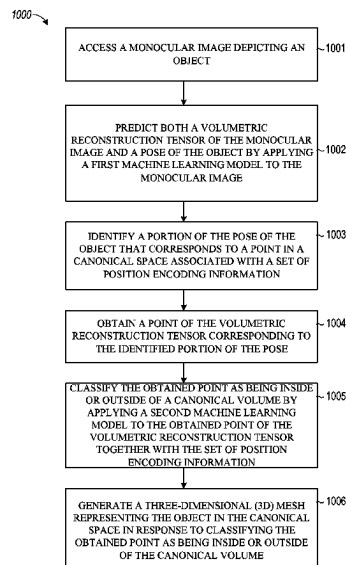 1000
ACCESS A MONOCULAR IMAGE DEPICTING AN
OBJECT
1001
PREDICT BOTH A VOLUMETRIC
RECONSTRUCTION TENSOR OF THE MONOCULAR
IMAGE AND A POSE OF THE OBJECT BY APPLYING
A FIRST MACHINE LEARNING MODEL TO THE
MONOCULAR IMAGE
1002
IDENTIFY A PORTION OF THE POSE OF THE
OBJECT THAT CORRESPONDS TO A POINT IN A
CANONICAL SPACE ASSOCIATED WITH A SET OF
POSITION ENCODING INFORMATION
1003
OBTAIN A POINT OF THE VOLUMETRIC
RECONSTRUCTION TENSOR CORRESPONDING TO
THE IDENTIFIED PORTION OF THE POSE
1004
CLASSIFY THE OBTAINED POINT AS BEING INSIDE
OR OUTSIDE OF A CANONICAL VOLUME BY
APPLYING A SECOND MACHINE LEARNING
MODEL TO THE OBTAINED POINT OF THE
VOLUMETRIC RECONSTRUCTION TENSOR
TOGETHER WITH THE SET OF POSITION
ENCODING INFORMATION
1005
GENERATE A THREE-DIMENSIONAL (3D) MESH
REPRESENTING THE OBJECT IN THE CANONICAL
SPACE IN RESPONSE TO CLASSIFYING THE
OBTAINED POINT AS BEING INSIDE OR OUTSIDE
OF THE CANONICAL VOLUME
1006